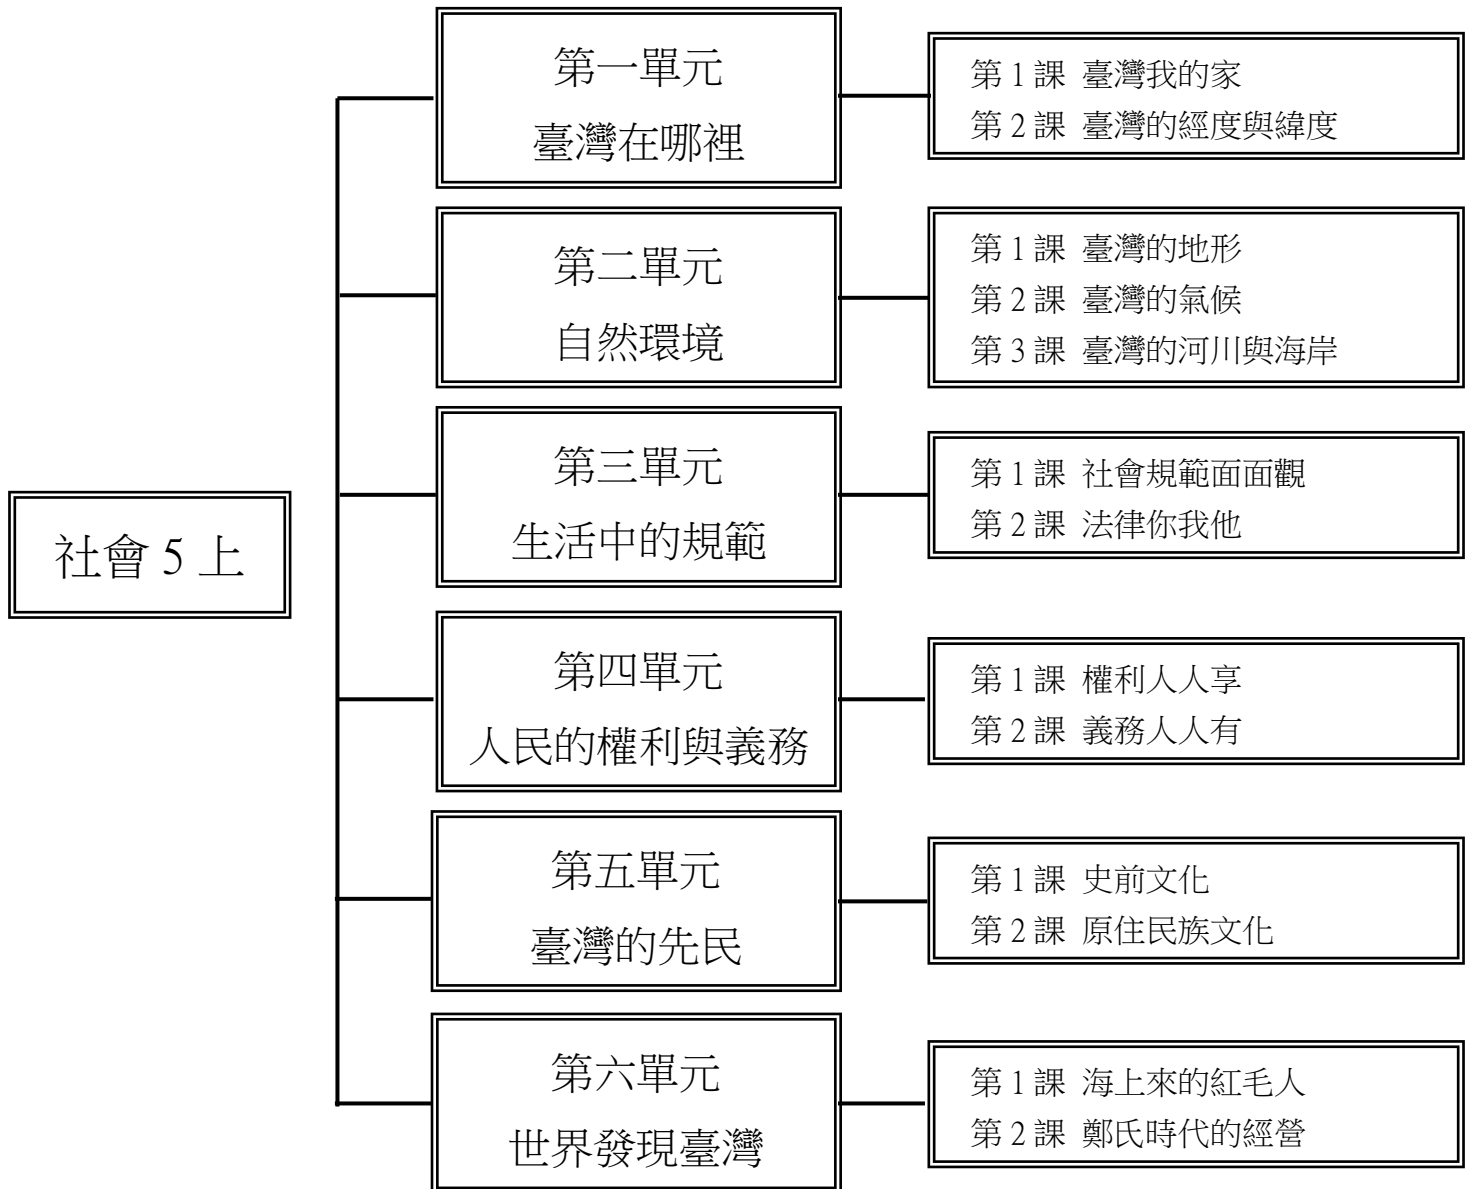 社會 5 上
第一單元
臺灣在哪裡
第 1 課 臺灣我的家
第 2 課 臺灣的經度與緯度
第二單元
自然環境
第 1 課 臺灣的地形
第 2 課 臺灣的氣候
第 3 課 臺灣的河川與海岸
第三單元
生活中的規範
第 1 課 社會規範面面觀
第 2 課 法律你我他
第四單元
人民的權利與義務
第 1 課 權利人人享
第 2 課 義務人人有
第五單元
臺灣的先民
第 1 課 史前文化
第 2 課 原住民族文化
第六單元
世界發現臺灣
第 1 課 海上來的紅毛人
第 2 課 鄭氏時代的經營